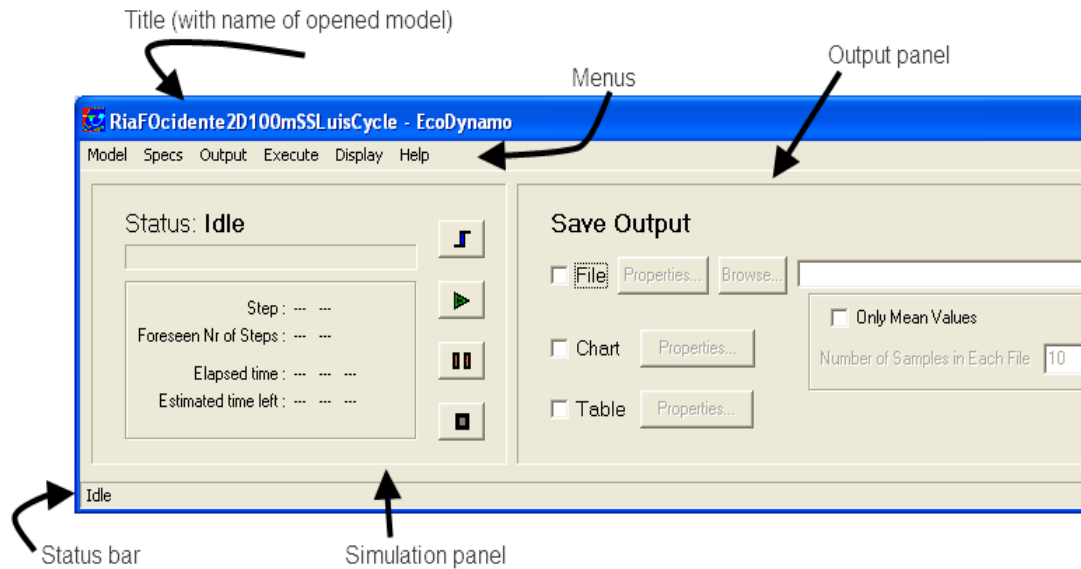 Title (with name of opened model)
Output panel
Menus
RiaFOcidente2D100mSSLuisCycle - EcoDynamo
Model Specs Output Execute Display Help
Status: Idle
Step : --- ---
Foreseen Nr of Steps : --- ---
Elapsed time : --- --- ---
Estimated time left : --- --- ---
Save Output
File Properties... Browse...
Only Mean Values
Number of Samples in Each File 10
Chart Properties...
Table Properties...
Idle
Status bar
Simulation panel